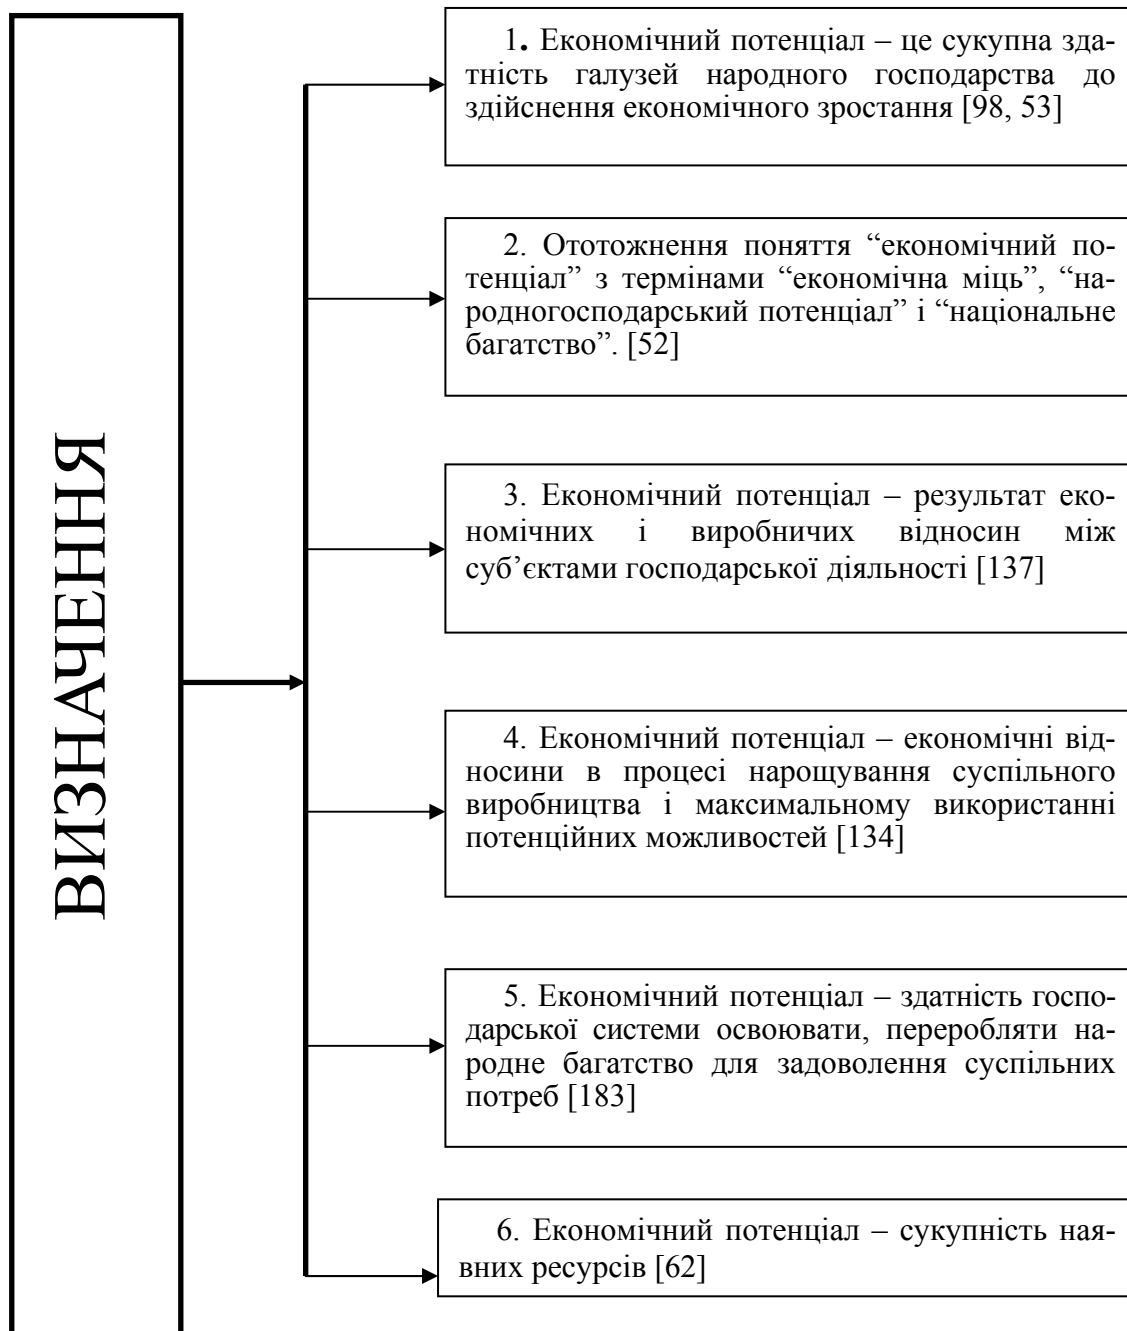 ВИЗНАЧЕННЯ
1. Економічний потенціал – це сукупна зда-
тність галузей народного господарства до
здійснення економічного зростання [98, 53]
2. Ототожнення поняття “економічний по-
тенціал” з термінами “економічна міць”, “на-
родногосподарський потенціал” і “національне
багатство”. [52]
3. Економічний потенціал – результат еко-
номічних і виробничих відносин між
суб’єктами господарської діяльності [137]
4. Економічний потенціал – економічні від-
носини в процесі нарощування суспільного
виробництва і максимальному використанні
потенційних можливостей [134]
5. Економічний потенціал – здатність госпо-
дарської системи освоювати, переробляти на-
родне багатство для задоволення суспільних
потреб [183]
6. Економічний потенціал – сукупність ная-
вних ресурсів [62]